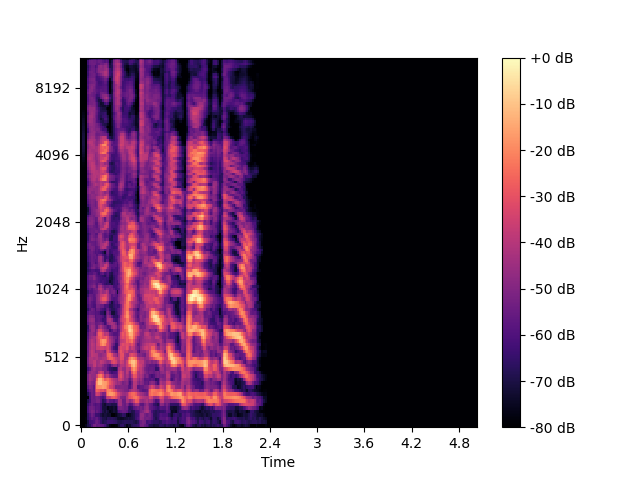 8192
4096
2048
1024
512
0
Hz
0 0.6 1.2 1.8 2.4 3 3.6 4.2 4.8
Time
+0 dB
-10 dB
-20 dB
-30 dB
-40 dB
-50 dB
-60 dB
-70 dB
-80 dB